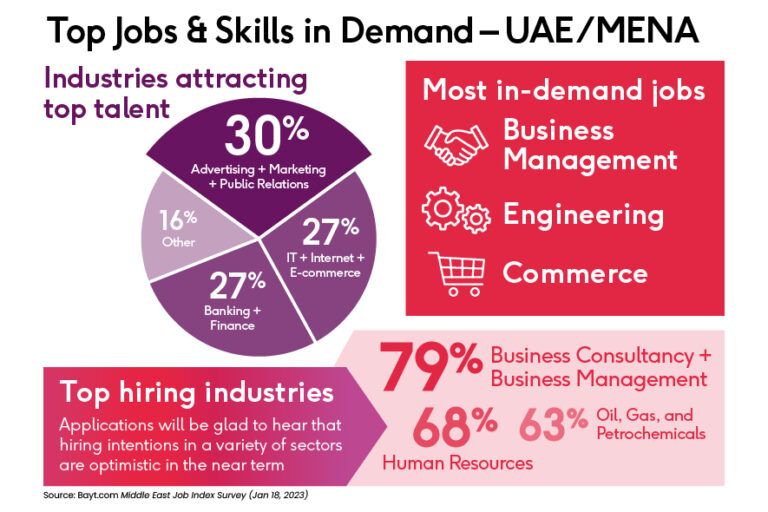 Top Jobs & Skills in Demand – UAE/MENA
Industries attracting
top talent
30%
Advertising + Marketing
+ Public Relations
27%
IT + Internet +
E-commerce
27%
Banking +
Finance
16%
Other
Most in-demand jobs
Business
Management
Engineering
Commerce
Top hiring industries
Applications will be glad to hear that
hiring intentions in a variety of sectors
are optimistic in the near term
79%
Business Consultancy +
Business Management
68%
Human Resources
63%
Oil, Gas, and
Petrochemicals
Source: Bayt.com Middle East Job Index Survey (Jan 18, 2023)